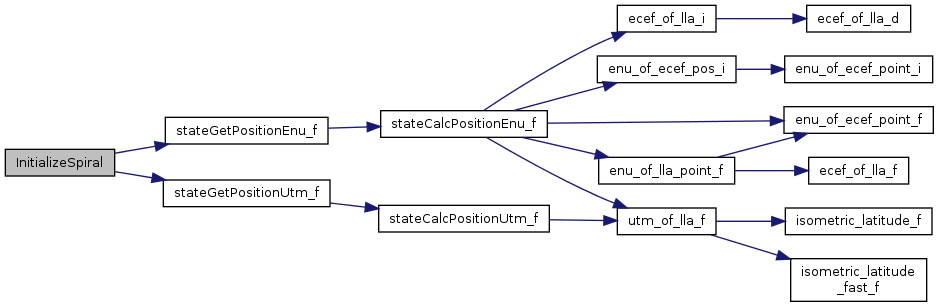 InitializeSpiral
stateGetPositionEnu_f
stateGetPositionUtm_f
stateCalcPositionEnu_f
stateCalcPositionUtm_f
ecef_of_lla_i
enu_of_ecef_pos_i
enu_of_lla_point_f
utm_of_lla_f
ecef_of_lla_d
enu_of_ecef_point_i
enu_of_ecef_point_f
ecef_of_lla_f
isometric_latitude_f
isometric_latitude
_fast_f